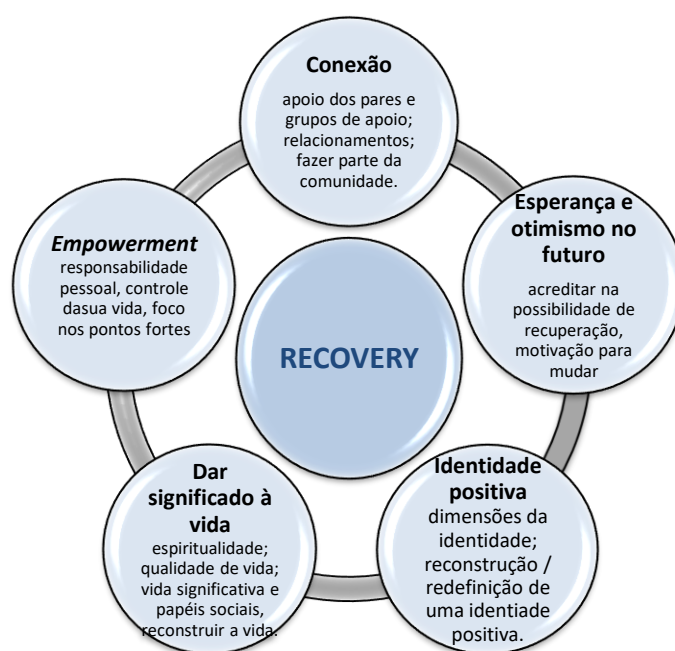 Conexão
apoio dos pares e
grupos de apoio;
relacionamentos;
fazer parte da
comunidade.
Esperança e
otimismo no
futuro
acreditar na
possibilidade de
recuperação,
motivação para
mudar
Identidade
positiva
dimensões da
identidade;
reconstrução /
redefinição de
uma identiade
positiva.
Dar
significado à
vida
espiritualidade;
qualidade de vida;
vida significativa e
papéis sociais,
reconstruir a vida.
Empowerment
responsabilidade
pessoal, controle
dasua vida, foco
nos pontos fortes
RECOVERY